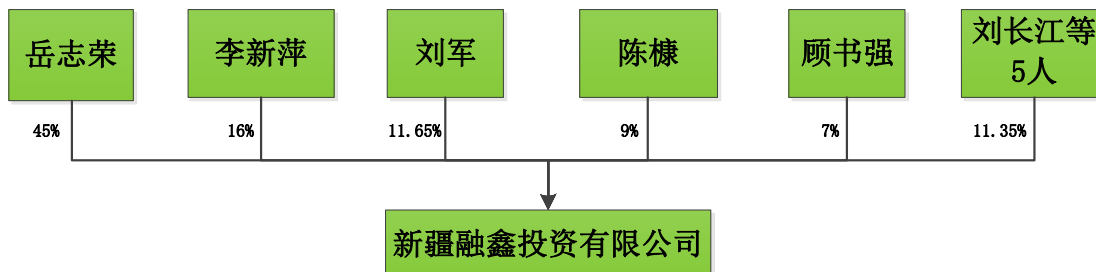 岳志荣
李新萍
刘军
陈槺
顾书强
刘长江等
5人
45%
16%
11.65%
9%
7%
11.35%
新疆融鑫投资有限公司